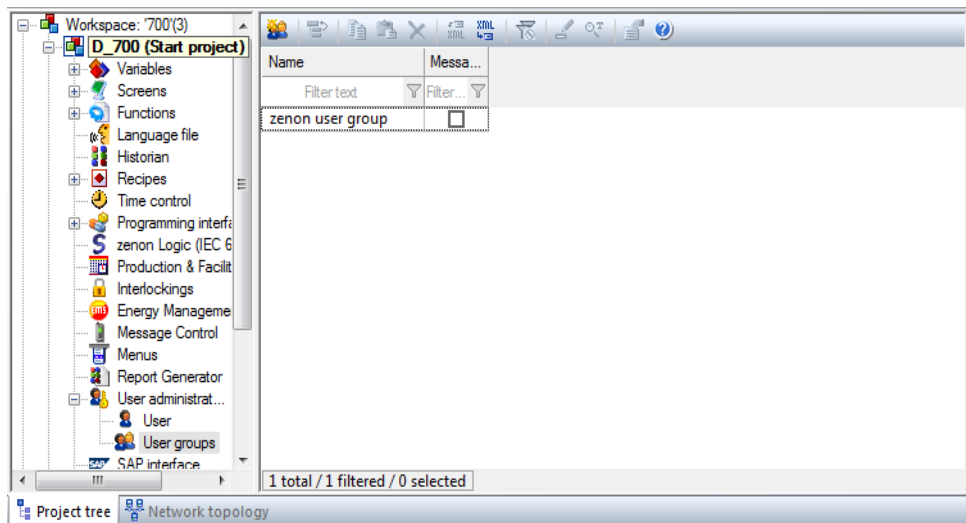 Workspace: '700'(3)
D_700 (Start project)
Variables
Screens
Functions
Language file
Historian
Recipes
Time control
Programming interfa
zenon Logic (IEC 6
Production & Facilit
Interlockings
Energy Manageme
Message Control
Menus
Report Generator
User administrat...
User
User groups
SAP interface
Project tree
Network topology
XML
XML
Name
Messa...
Filter text
Filter...
zenon user group
1 total / 1 filtered / 0 selected